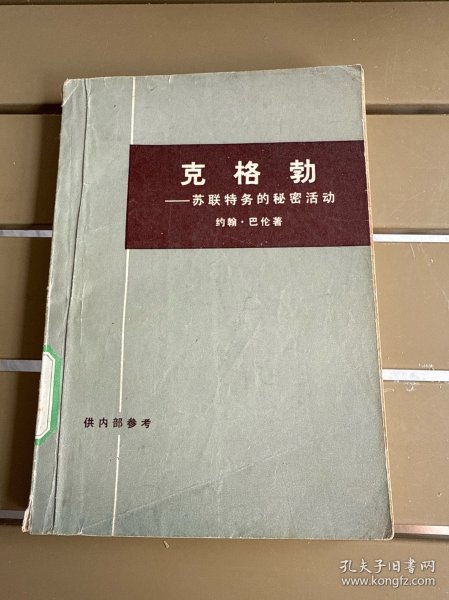 克格勃
——苏联特务的秘密活动
约翰·巴伦著
供内部参考
孔夫子旧书网
www.kongfz.com